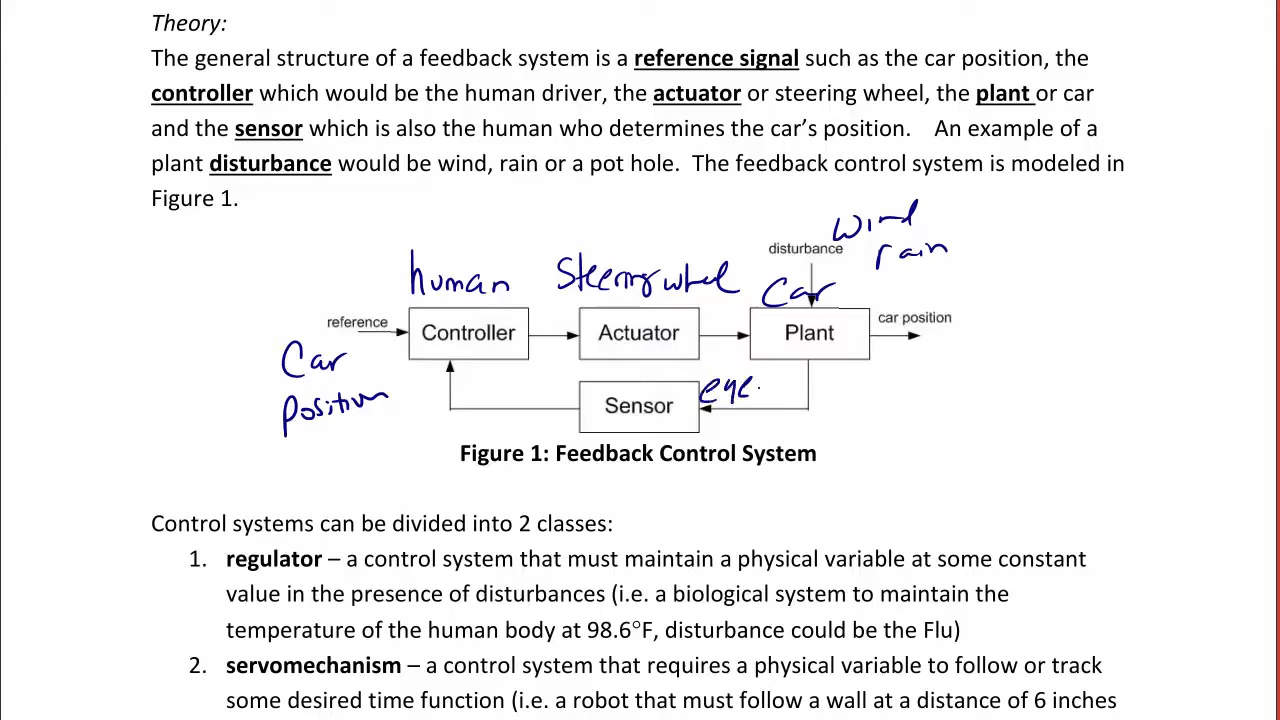 Theory:
The general structure of a feedback system is a reference signal such as the car position, the
controller which would be the human driver, the actuator or steering wheel, the plant or car
and the sensor which is also the human who determines the car's position. An example of a
plant disturbance would be wind, rain or a pot hole. The feedback control system is modeled in
Figure 1.
wind
disturbance
rain
human
Steering wheel
Car
reference
Controller
Actuator
Plant
car position
Car
Position
Sensor
eye.
Figure 1: Feedback Control System
Control systems can be divided into 2 classes:
1. regulator – a control system that must maintain a physical variable at some constant
value in the presence of disturbances (i.e. a biological system to maintain the
temperature of the human body at 98.6°F, disturbance could be the Flu)
2. servomechanism – a control system that requires a physical variable to follow or track
some desired time function (i.e. a robot that must follow a wall at a distance of 6 inches